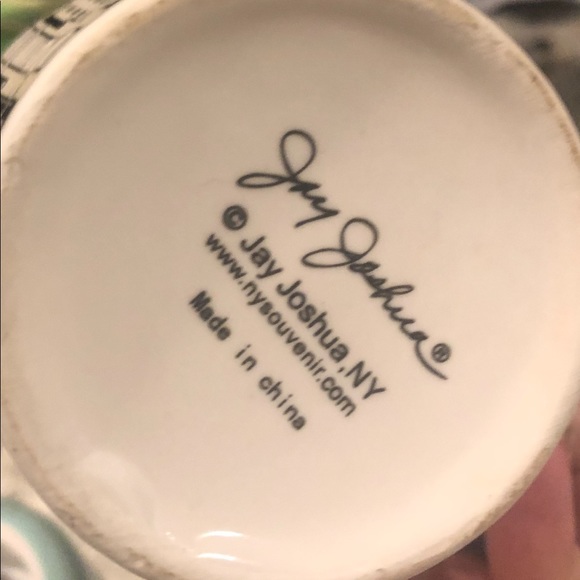 Jay Joshua®
© Jay Joshua,NY
www.nysouvenir.com
Made in china